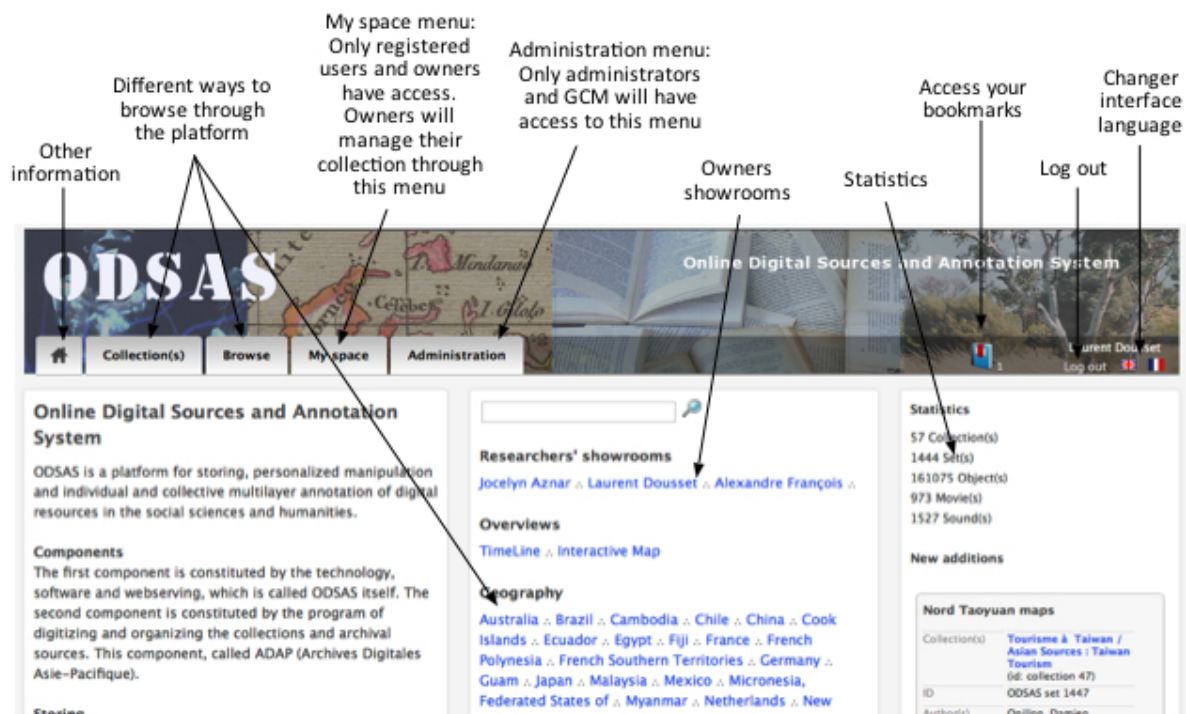 My space menu:
Only registered
users and owners
have access.
Owners will
manage their
collection through
this menu
Administration menu:
Only administrators
and GCM will have
access to this menu
Different ways to
browse through
the platform
Access your
bookmarks
Changer
interface
language
Other
information
Owners
showrooms
Statistics
Log out
ODSAS
Online Digital Sources and Annotation System
Mindanao
Celebes
Borneo
I. Gilolo
Collection(s)
Browse
My space
Administration
1
Laurent Dousset
Log out
Online Digital Sources and Annotation
System
ODSAS is a platform for storing, personalized manipulation
and individual and collective multilayer annotation of digital
resources in the social sciences and humanities.
Components
The first component is constituted by the technology,
software and webserving, which is called ODSAS itself. The
second component is constituted by the program of
digitizing and organizing the collections and archival
sources. This component, called ADAP (Archives Digitales
Asie-Pacifique).
Storing
Researchers' showrooms
Jocelyn Aznar ∴ Laurent Dousset ∴ Alexandre François ∴
Overviews
TimeLine ∴ Interactive Map
Geography
Australia ∴ Brazil ∴ Cambodia ∴ Chile ∴ China ∴ Cook
Islands ∴ Ecuador ∴ Egypt ∴ Fiji ∴ France ∴ French
Polynesia ∴ French Southern Territories ∴ Germany ∴
Guam ∴ Japan ∴ Malaysia ∴ Mexico ∴ Micronesia,
Federated States of ∴ Myanmar ∴ Netherlands ∴ New
Statistics
57 Collection(s)
1444 Set(s)
161075 Object(s)
973 Movie(s)
1527 Sound(s)
New additions
Nord Taoyuan maps
Collection(s) Tourisme à Taiwan /
Asian Sources : Taiwan
Tourism
(id: collection 47)
ID ODSAS set 1447
Author(s) Damien